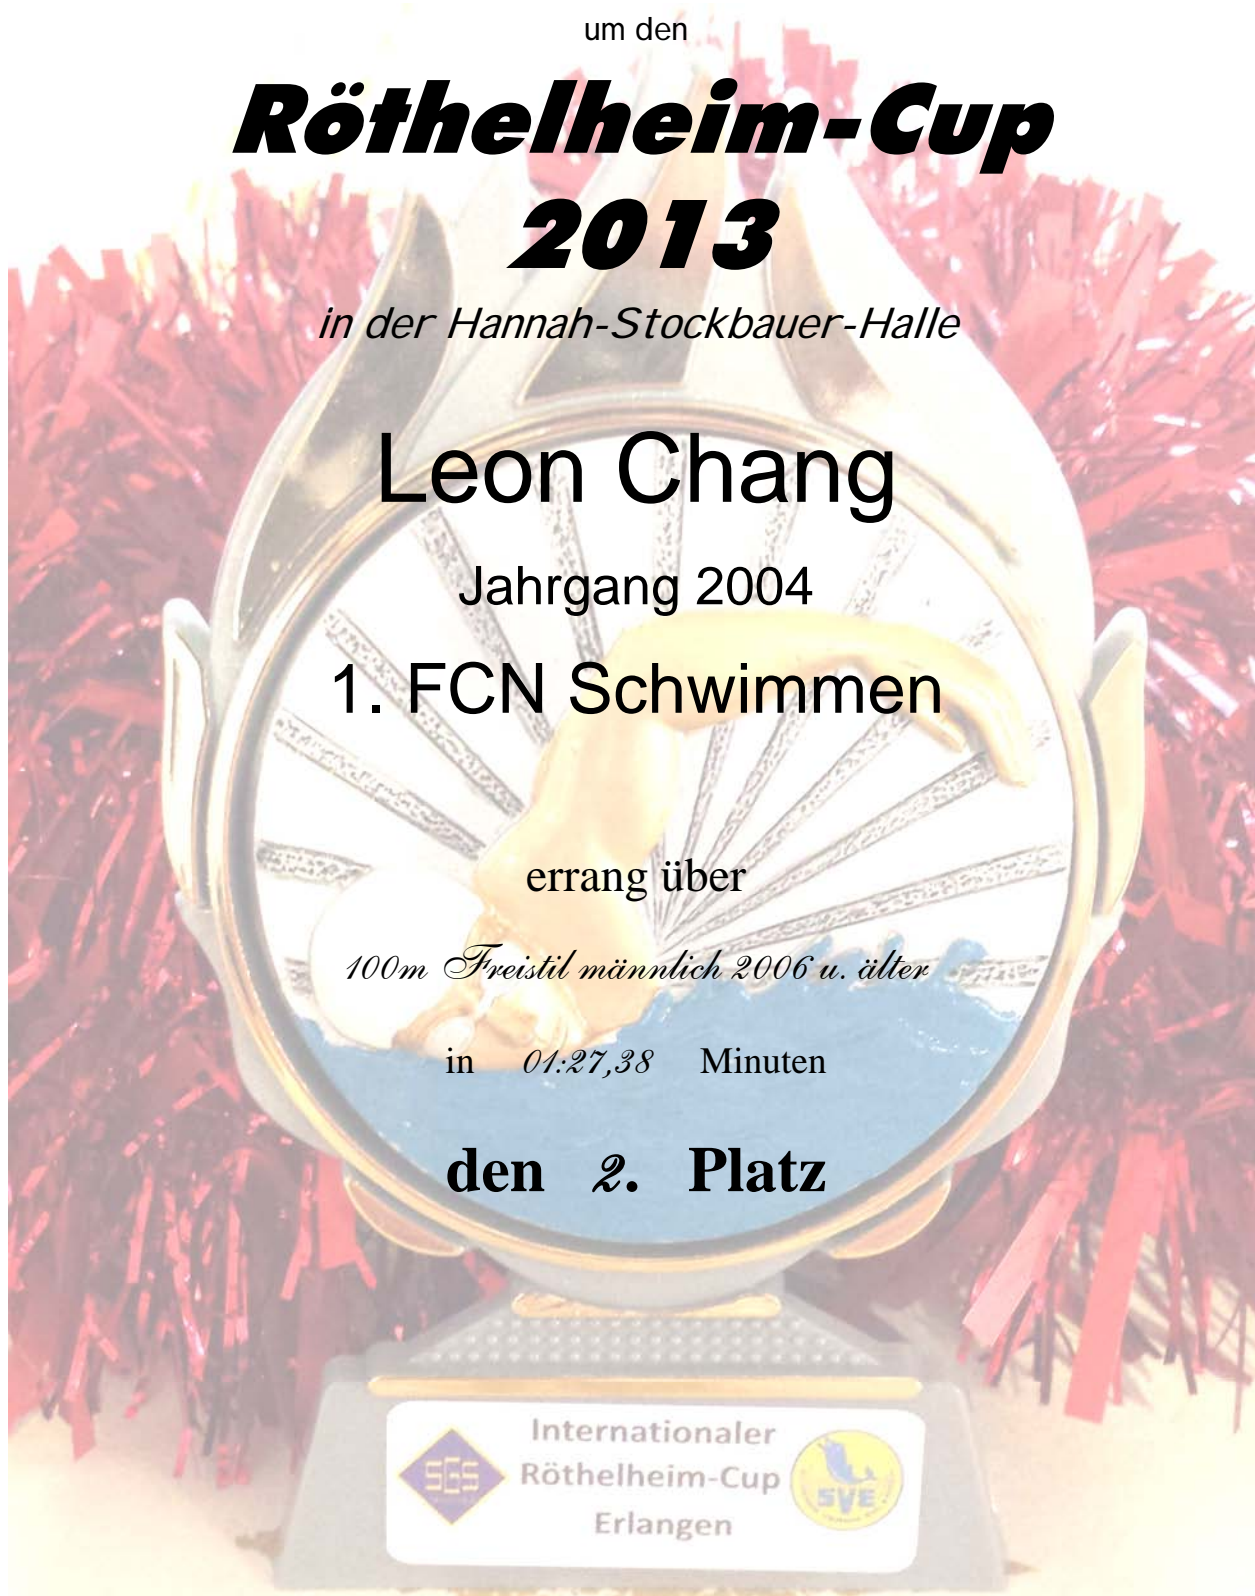 um den
Röthelheim-Cup
2013
in der Hannah-Stockbauer-Halle
Leon Chang
Jahrgang 2004
1. FCN Schwimmen
errang über
100m Freistil männlich 2006 u. älter
in 01:27,38 Minuten
den 2. Platz
Internationaler
Röthelheim-Cup
Erlangen
SGS
SVE